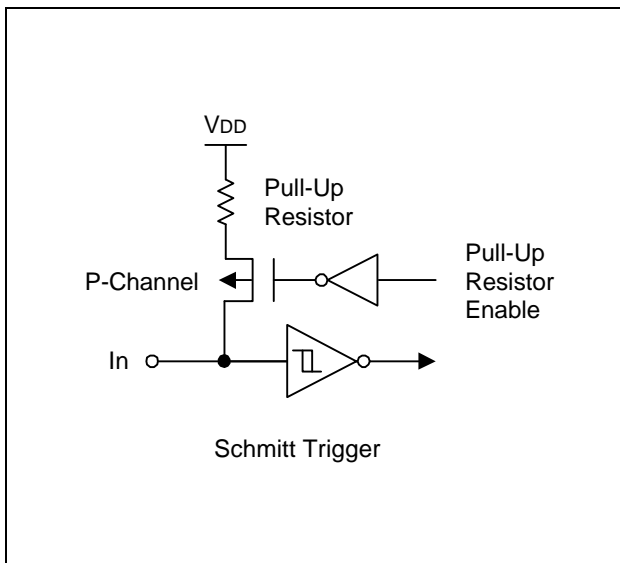 VDD
Pull-Up
Resistor
P-Channel
Pull-Up
Resistor
Enable
In
Schmitt Trigger